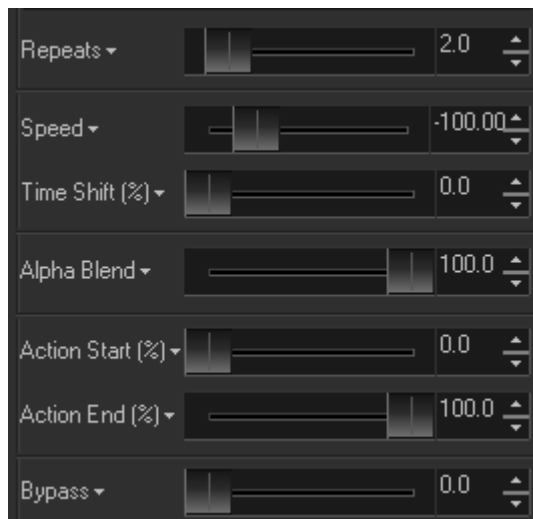 Repeats 2.0
Speed -100.00
Time Shift (%) 0.0
Alpha Blend 100.0
Action Start (%) 0.0
Action End (%) 100.0
Bypass 0.0